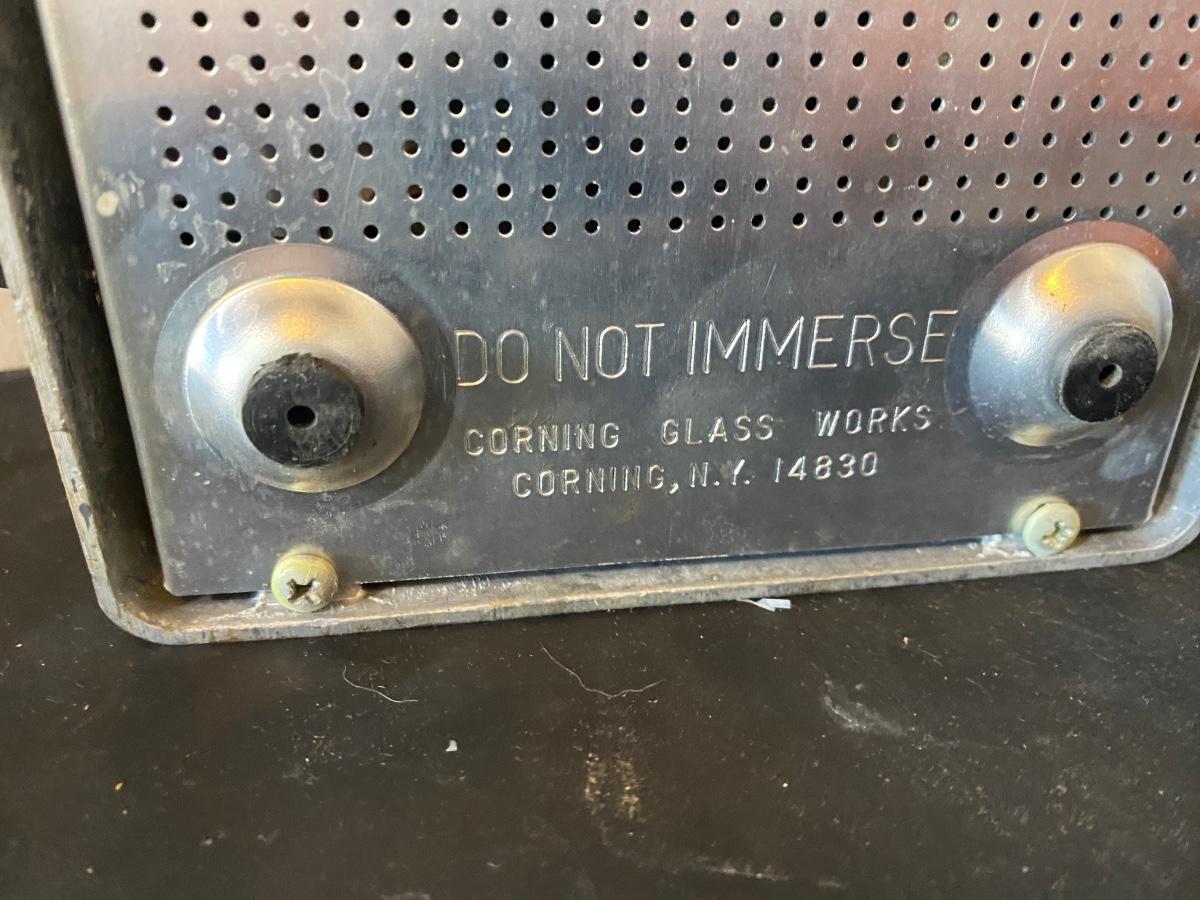 DO NOT IMMERSE
CORNING GLASS WORKS
CORNING, N.Y. 14830